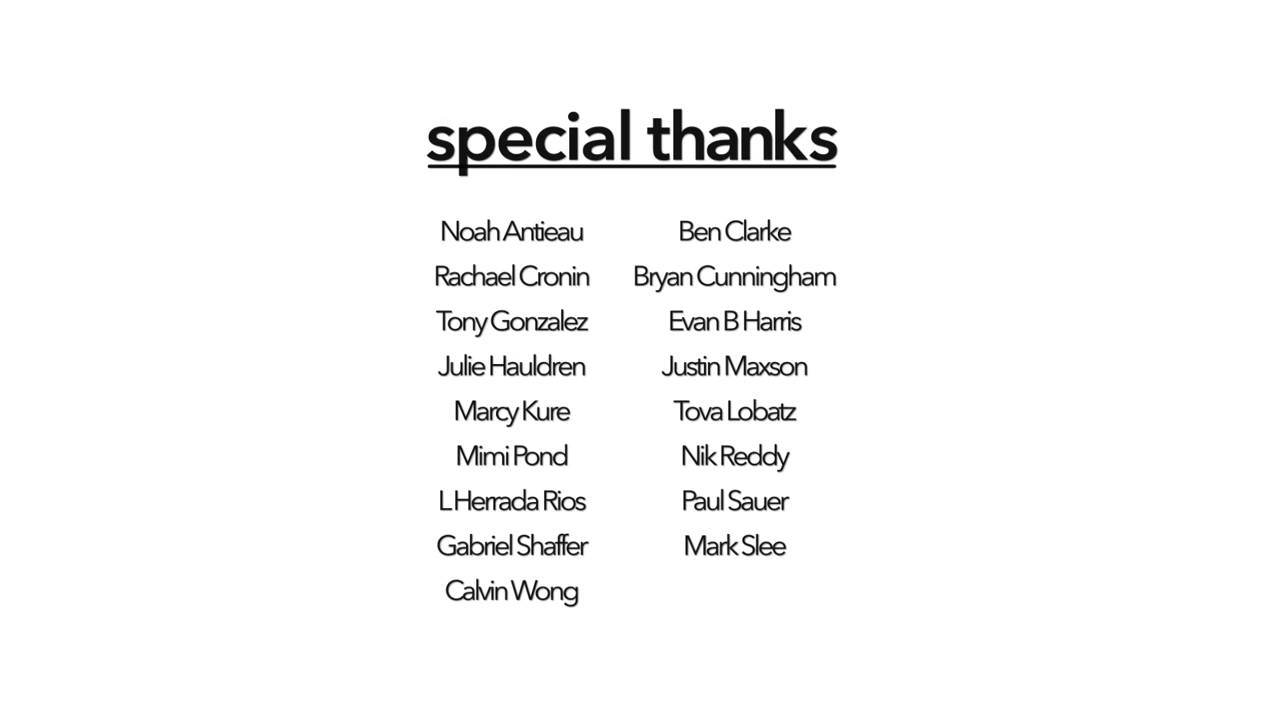 special thanks
Noah Antieau Ben Clarke
Rachael Cronin Bryan Cunningham
Tony Gonzalez Evan B Harris
Julie Hauldren Justin Maxson
Marcy Kure Tova Lobatz
Mimi Pond Nik Reddy
L Herrada Rios Paul Sauer
Gabriel Shaffer Mark Slee
Calvin Wong